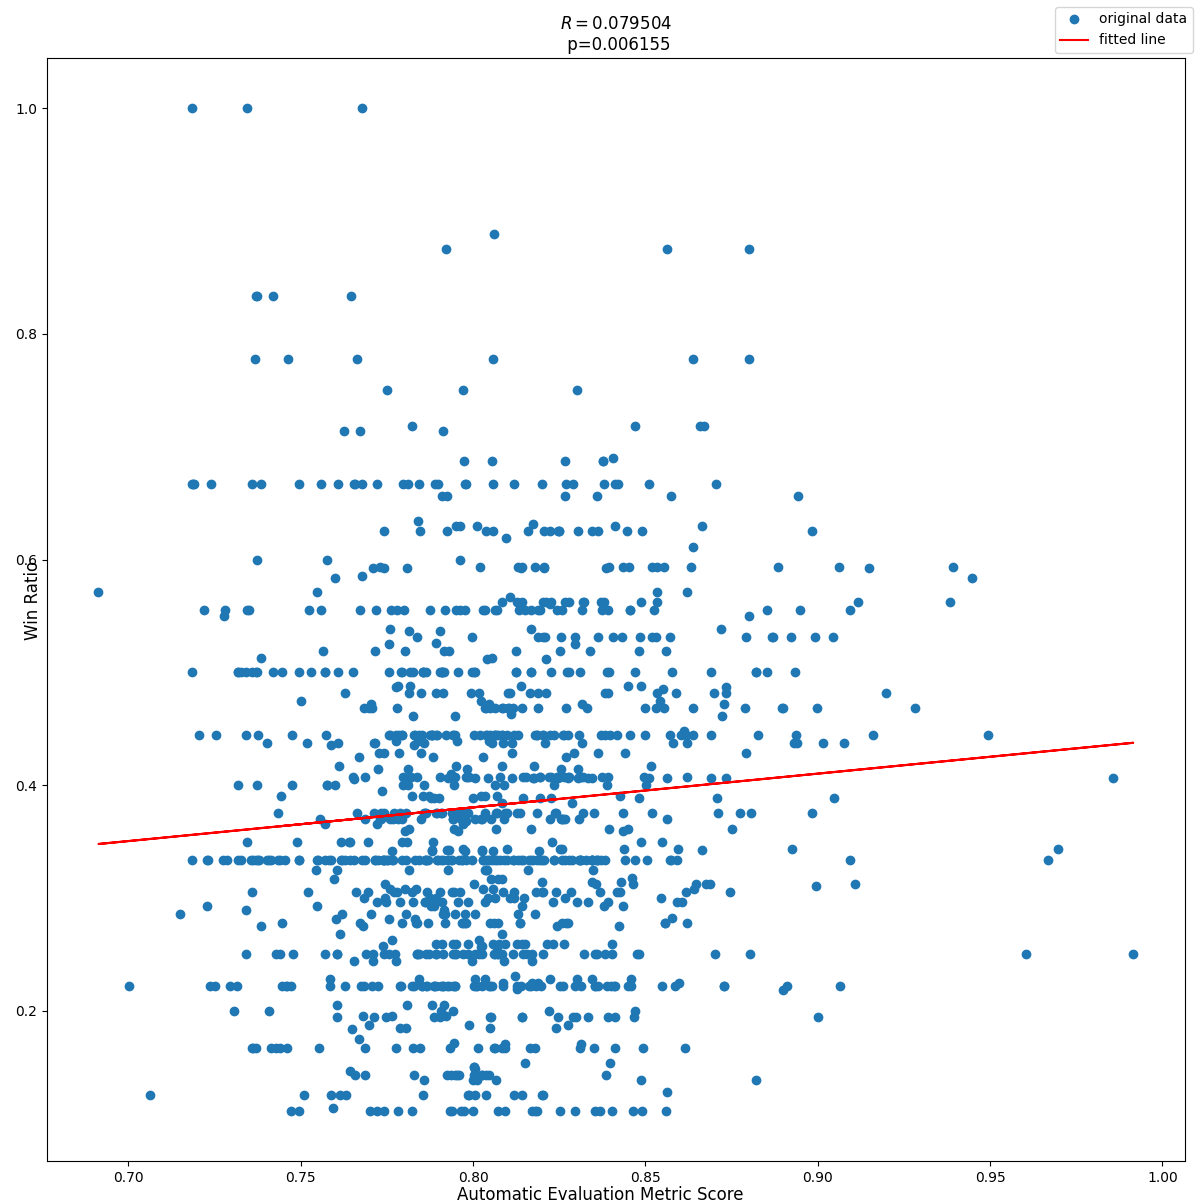 R = 0.079504
p=0.006155
original data
fitted line
1.0
0.8
0.6
0.4
0.2
Win Ratio
0.70
0.75
0.80
0.85
0.90
0.95
1.00
Automatic Evaluation Metric Score